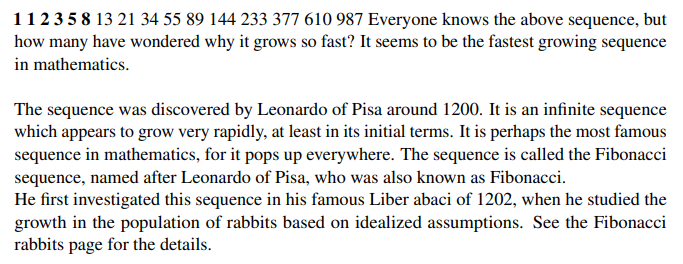 1 1 2 3 5 8 13 21 34 55 89 144 233 377 610 987 Everyone knows the above sequence, but
how many have wondered why it grows so fast? It seems to be the fastest growing sequence
in mathematics.
The sequence was discovered by Leonardo of Pisa around 1200. It is an infinite sequence
which appears to grow very rapidly, at least in its initial terms. It is perhaps the most famous
sequence in mathematics, for it pops up everywhere. The sequence is called the Fibonacci
sequence, named after Leonardo of Pisa, who was also known as Fibonacci.
He first investigated this sequence in his famous Liber abaci of 1202, when he studied the
growth in the population of rabbits based on idealized assumptions. See the Fibonacci
rabbits page for the details.